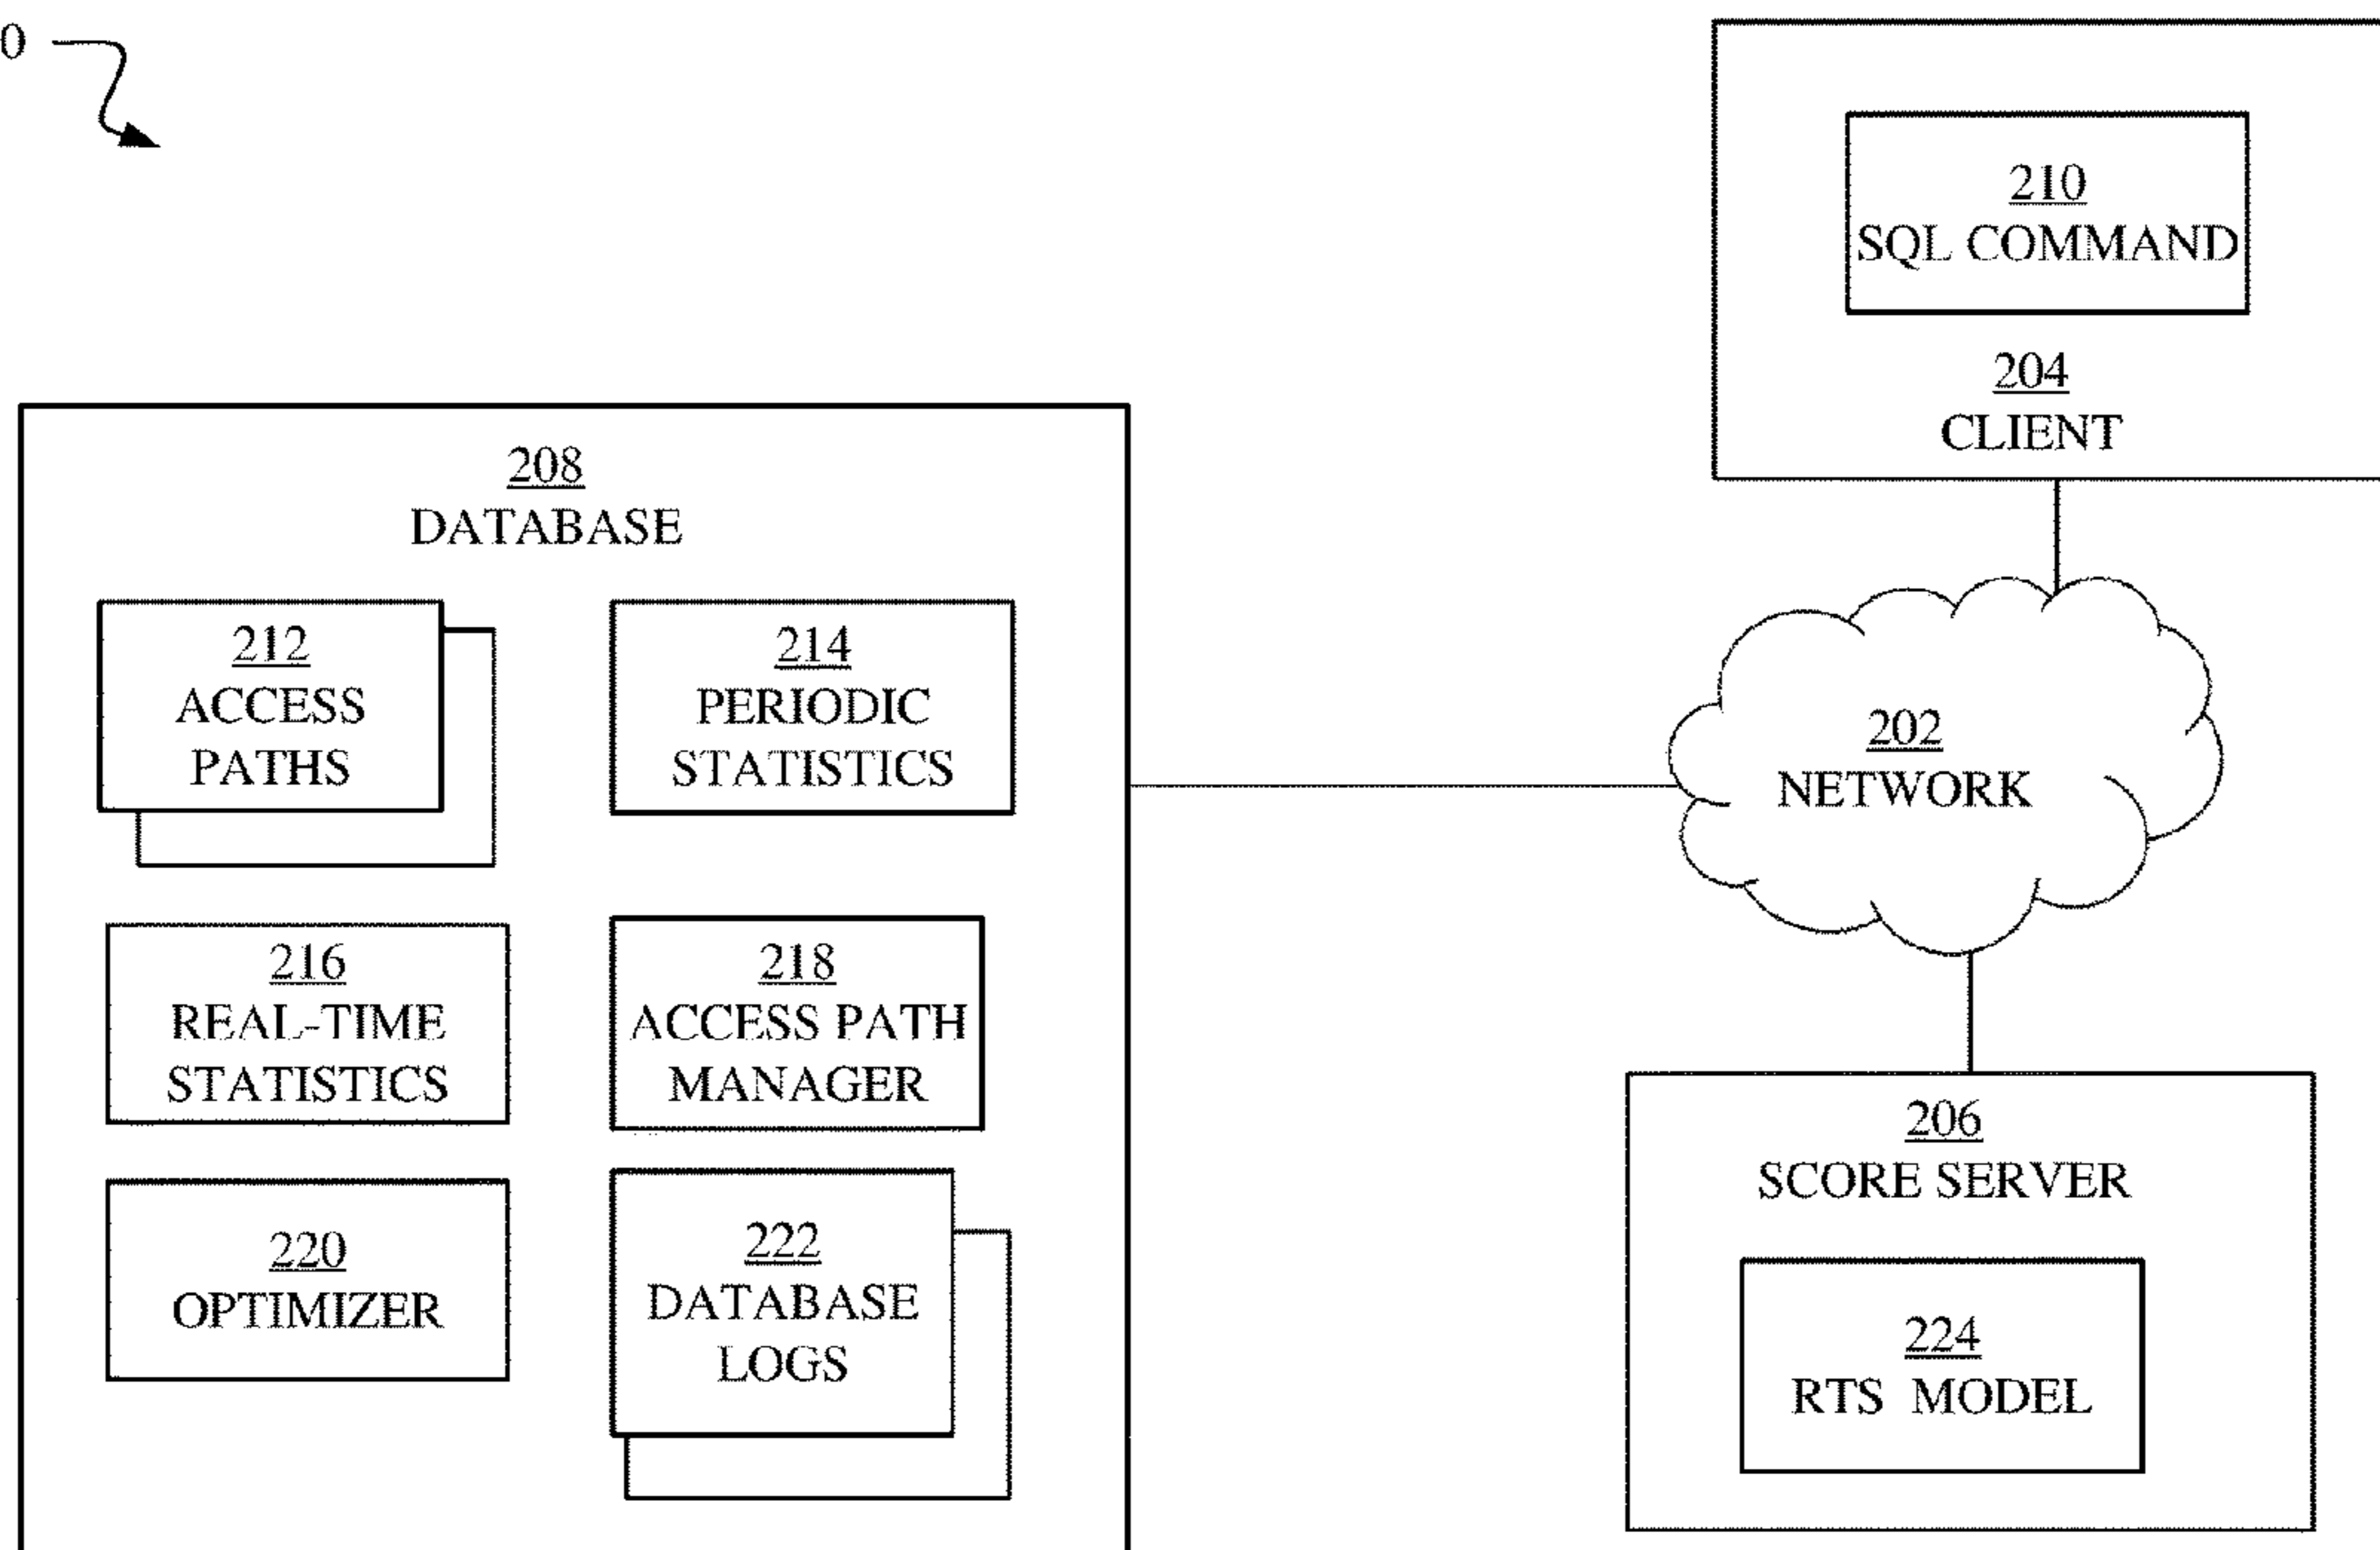 0
210
SQL COMMAND
204
CLIENT
208
DATABASE
212
ACCESS
PATHS
214
PERIODIC
STATISTICS
202
NETWORK
216
REAL-TIME
STATISTICS
218
ACCESS PATH
MANAGER
206
SCORE SERVER
220
OPTIMIZER
222
DATABASE
LOGS
224
RTS MODEL